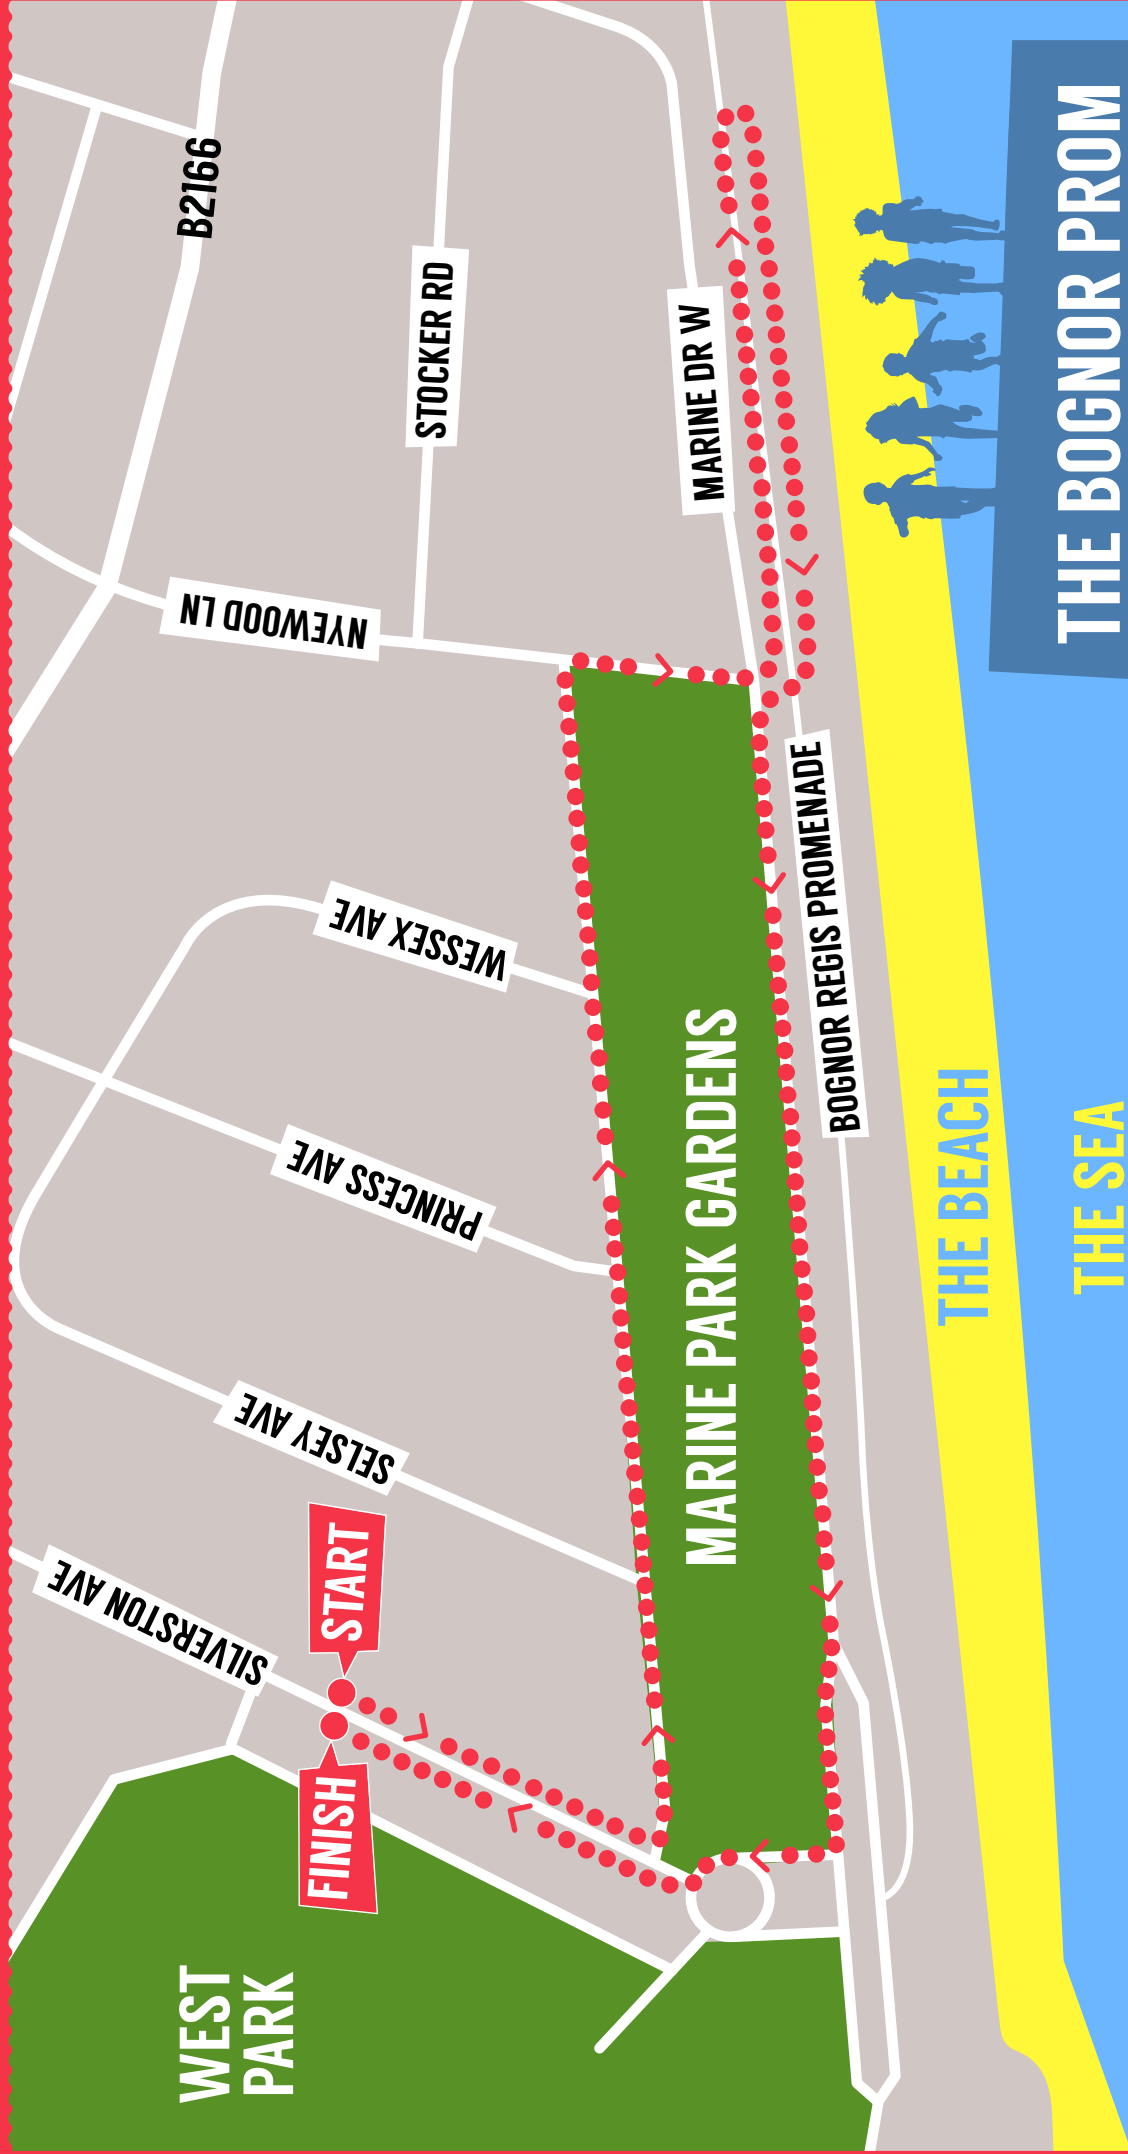 B2166
STOCKER RD
MARINE DR W
NYEWOOD LN
THE BOGNOR PROM
WESSEX AVE
BOGNOR REGIS PROMENADE
PRINCESS AVE
MARINE PARK GARDENS
THE BEACH
THE SEA
SELSEY AVE
SILVERSTON AVE
START
FINISH
WEST
PARK